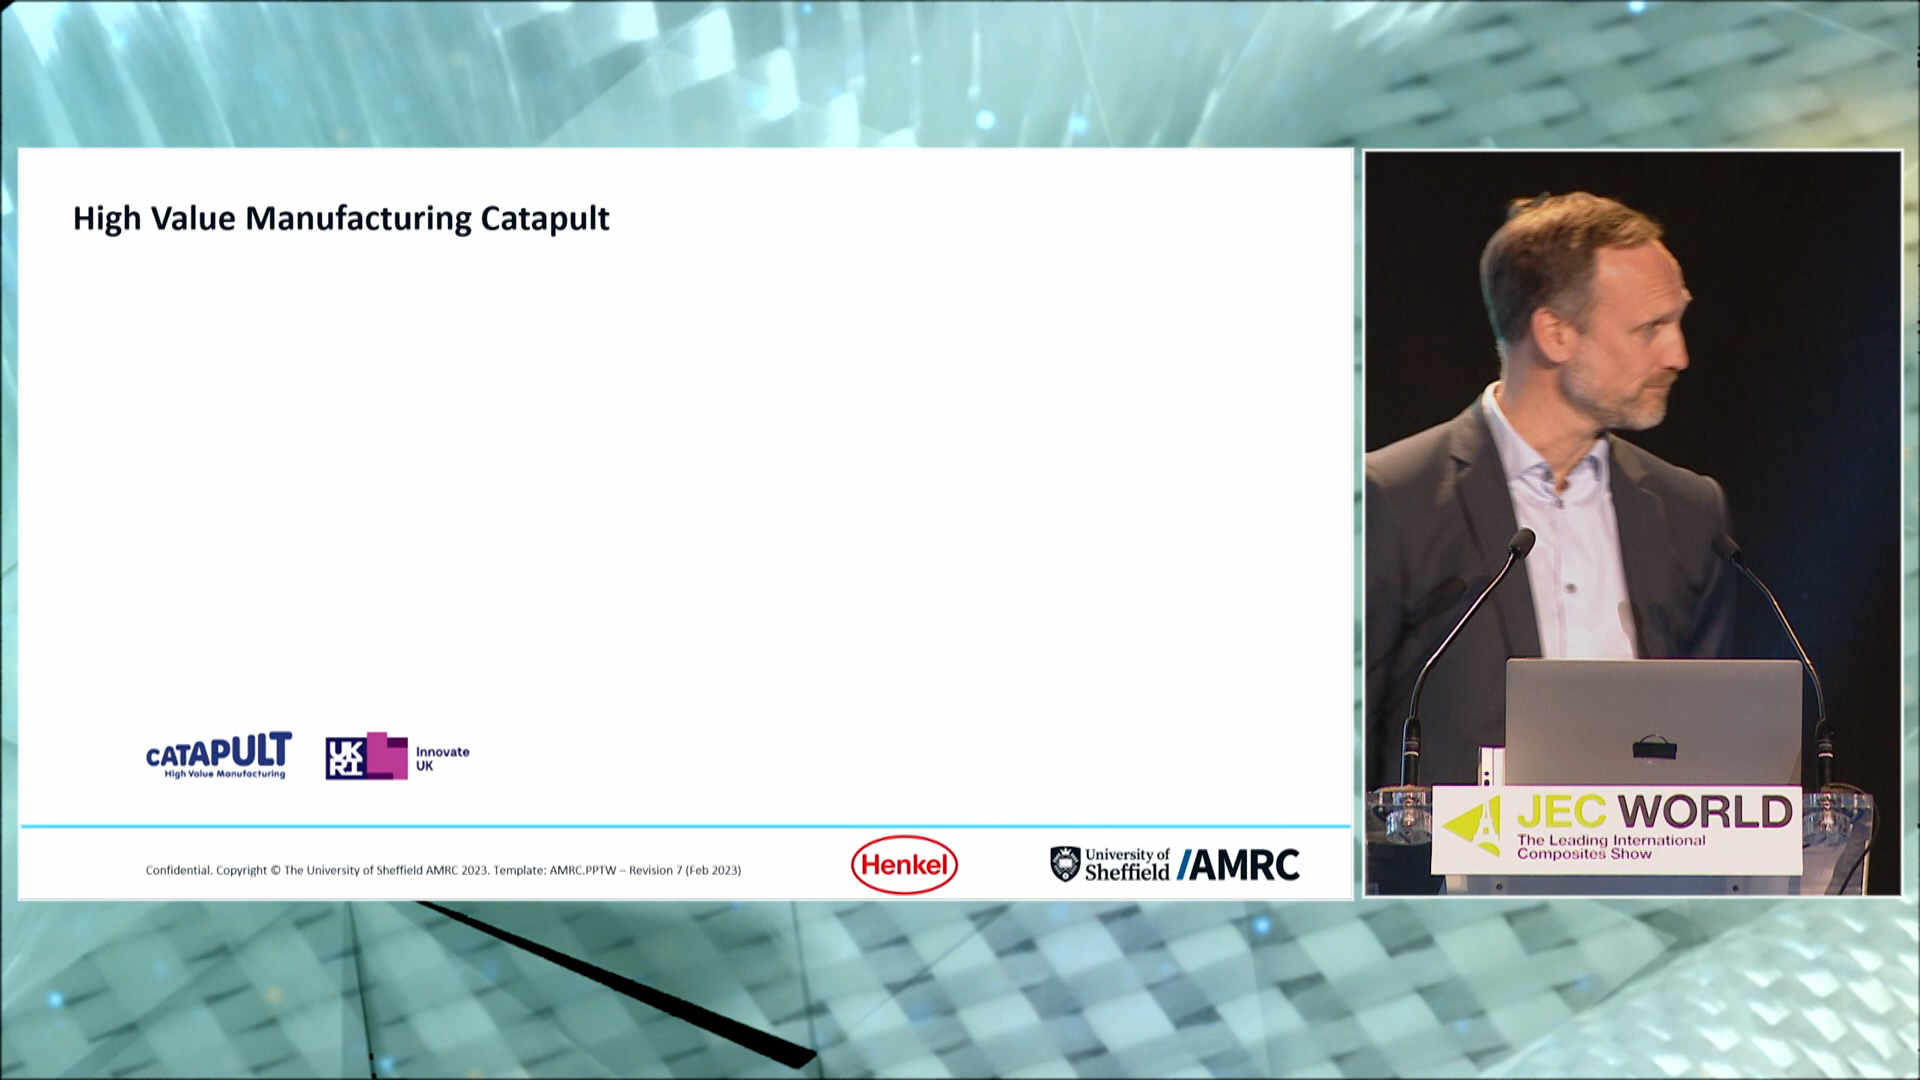 High Value Manufacturing Catapult
CATAPULT
High Value Manufacturing
UK
RI
Innovate
UK
Confidential. Copyright © The University of Sheffield AMRC 2023. Template: AMRC.PPTW – Revision 7 (Feb 2023)
Henkel
University of
Sheffield
/AMRC
JEC WORLD
The Leading International
Composites Show